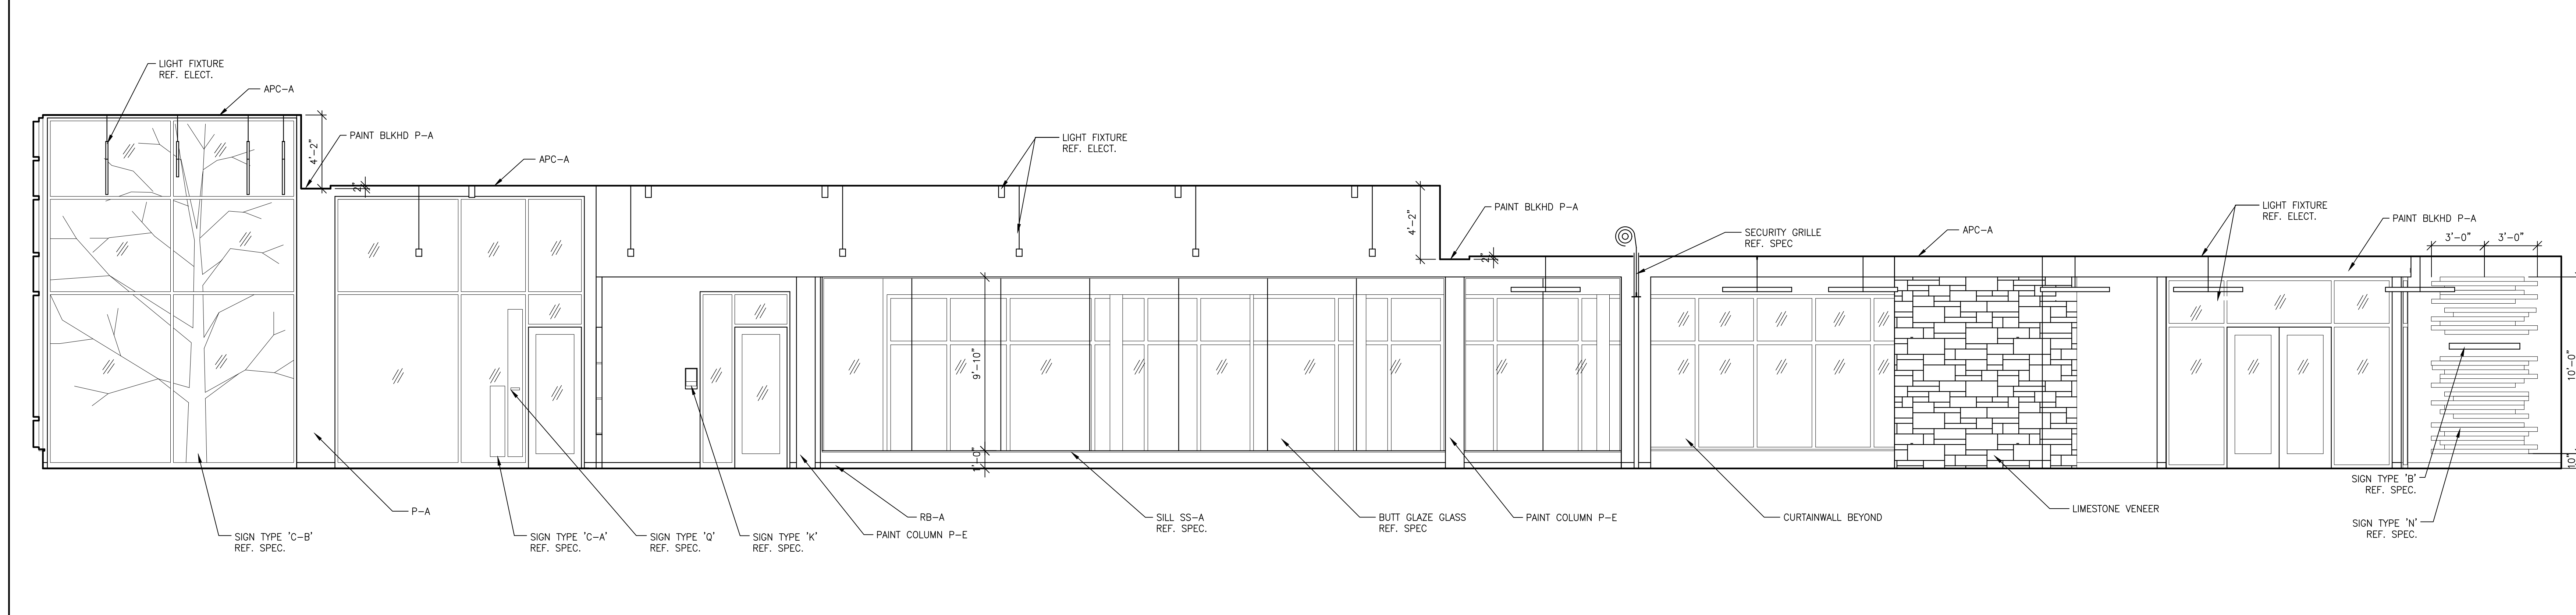 LIGHT FIXTURE
REF. ELECT.
APC-A
4'-2"
PAINT BLKHD P-A
2"
APC-A
LIGHT FIXTURE
REF. ELECT.
4'-2"
PAINT BLKHD P-A
2"
SECURITY GRILLE
REF. SPEC
APC-A
LIGHT FIXTURE
REF. ELECT.
PAINT BLKHD P-A
3'-0"
3'-0"
9'-10"
1'-0"
10'-0"
10"
P-A
SIGN TYPE 'C-B'
REF. SPEC.
SIGN TYPE 'C-A'
REF. SPEC.
SIGN TYPE 'Q'
REF. SPEC.
SIGN TYPE 'K'
REF. SPEC.
PAINT COLUMN P-E
RB-A
SILL SS-A
REF. SPEC.
BUTT GLAZE GLASS
REF. SPEC
PAINT COLUMN P-E
CURTAINWALL BEYOND
LIMESTONE VENEER
SIGN TYPE 'B'
REF. SPEC.
SIGN TYPE 'N'
REF. SPEC.